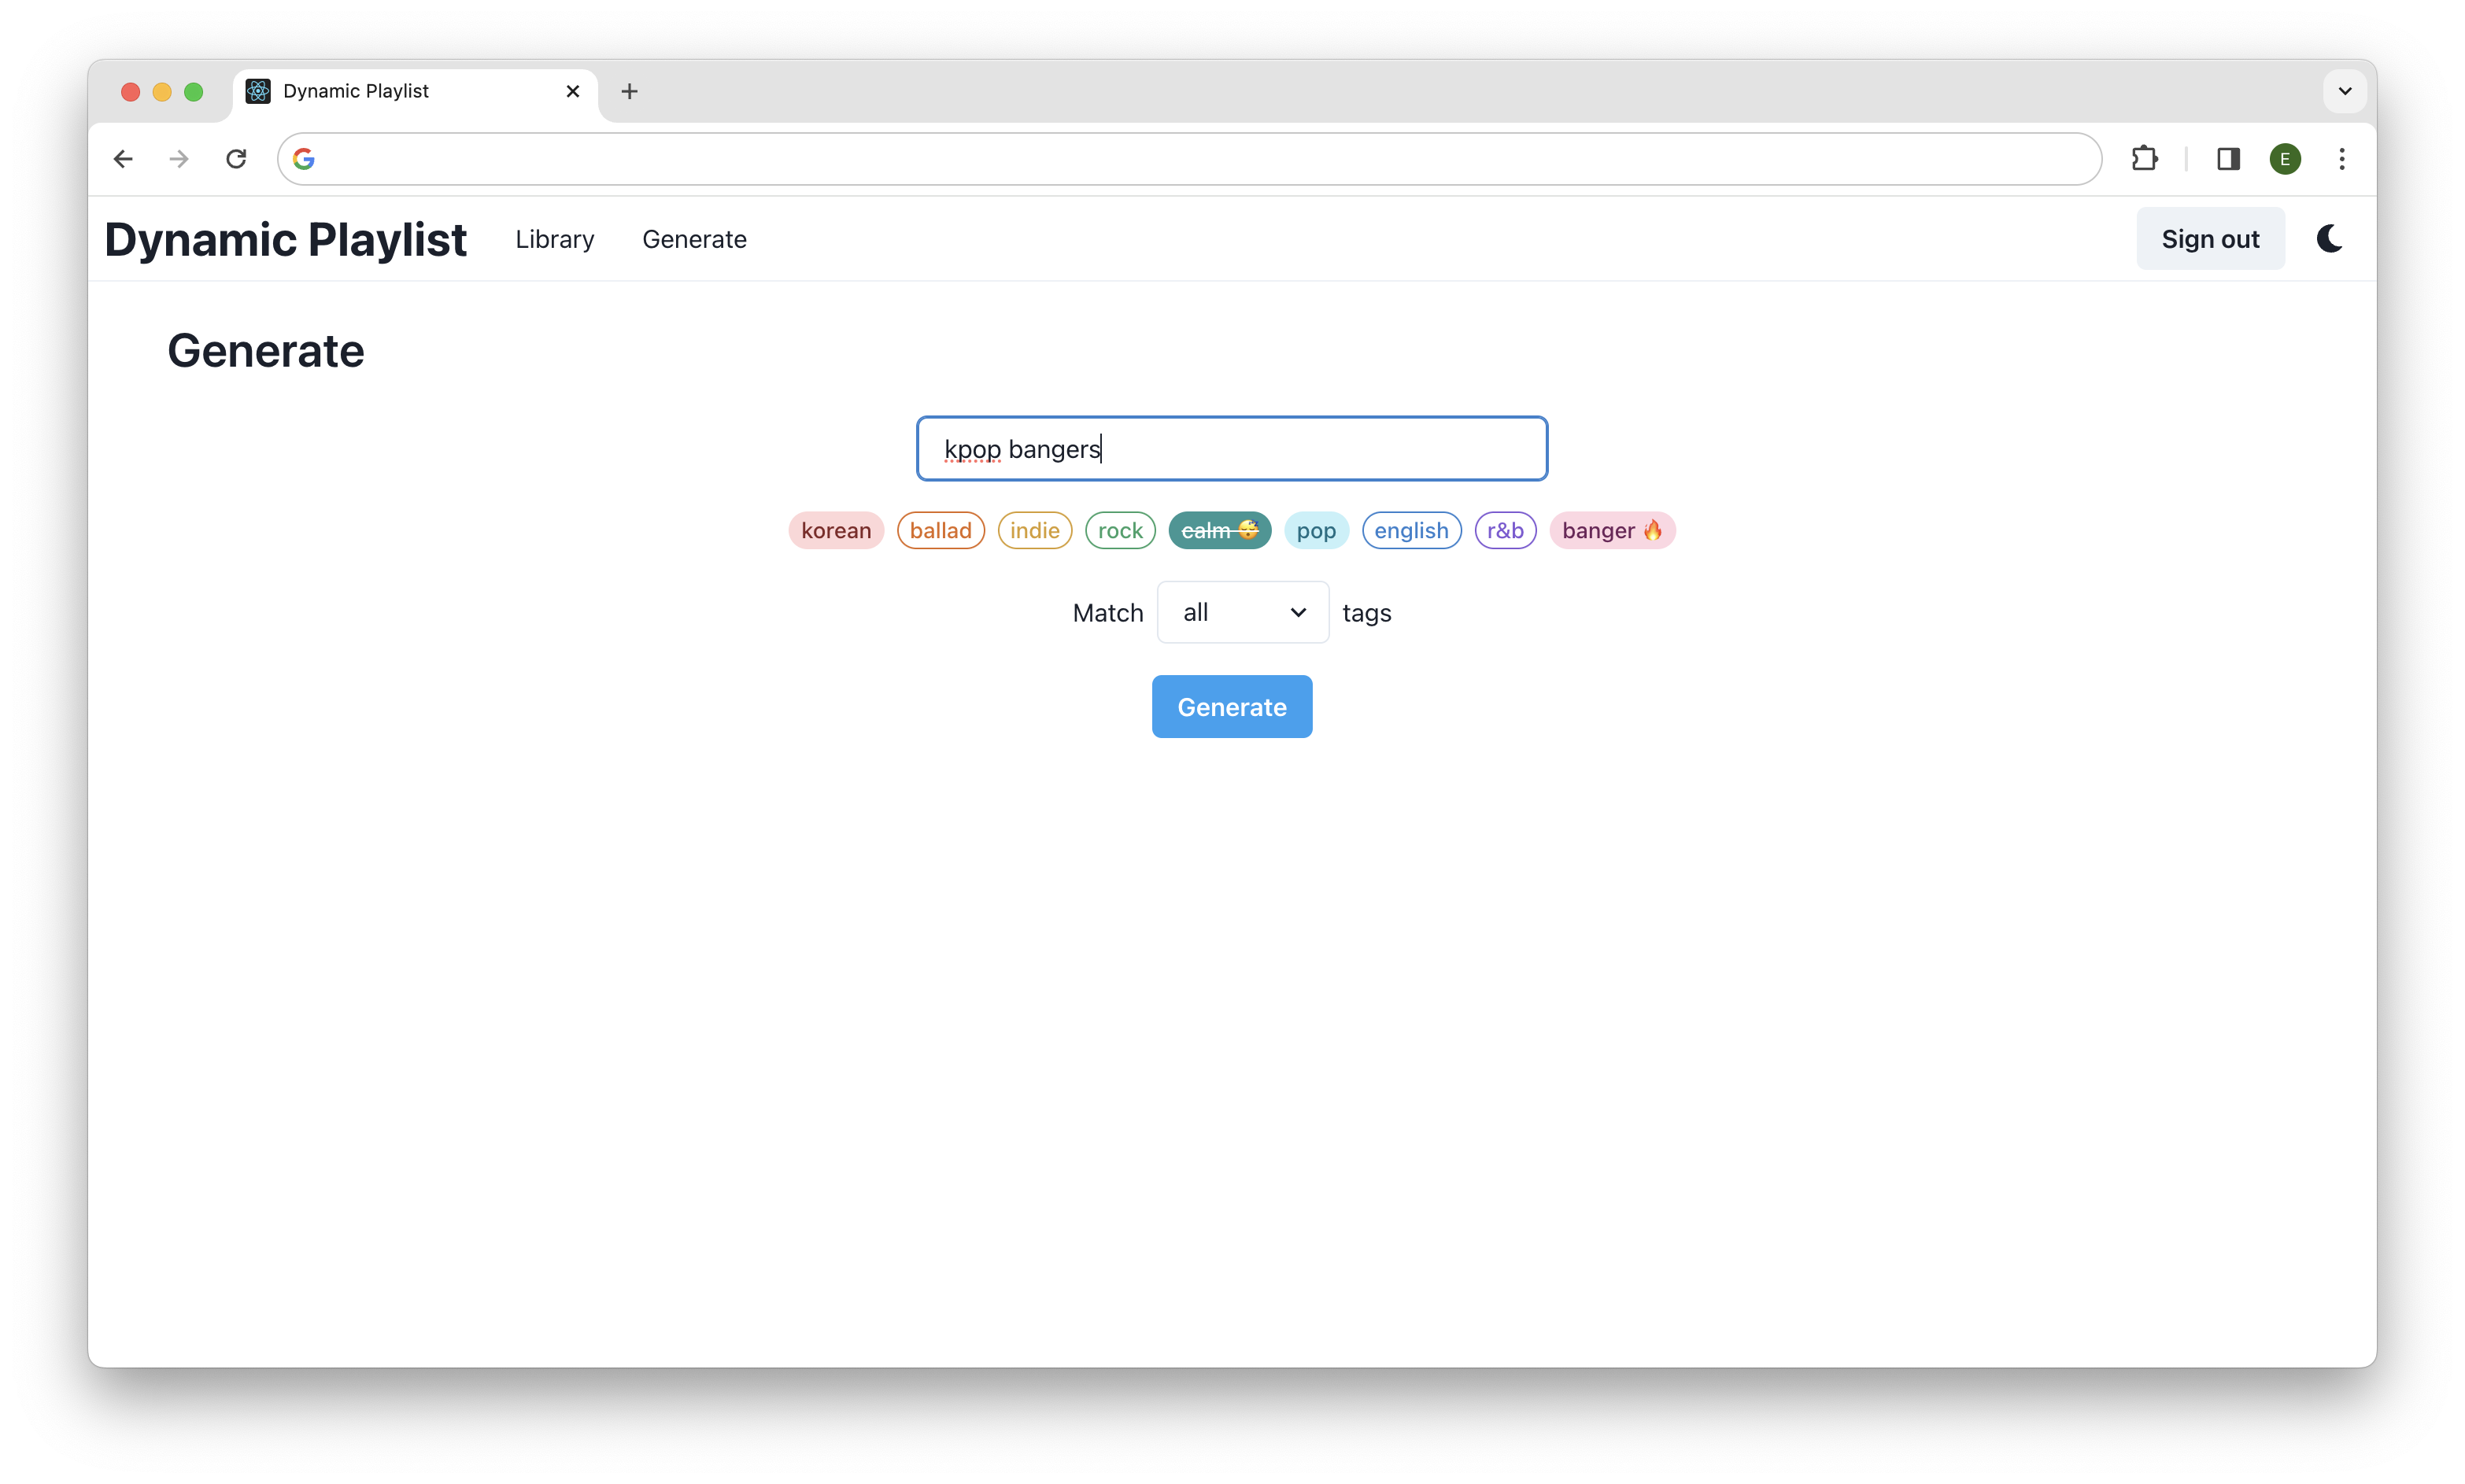 Dynamic Playlist
E
Dynamic Playlist Library Generate Sign out
Generate
kpop bangers
korean ballad indie rock calm 😴 pop english r&b banger 🔥
Match all tags
Generate